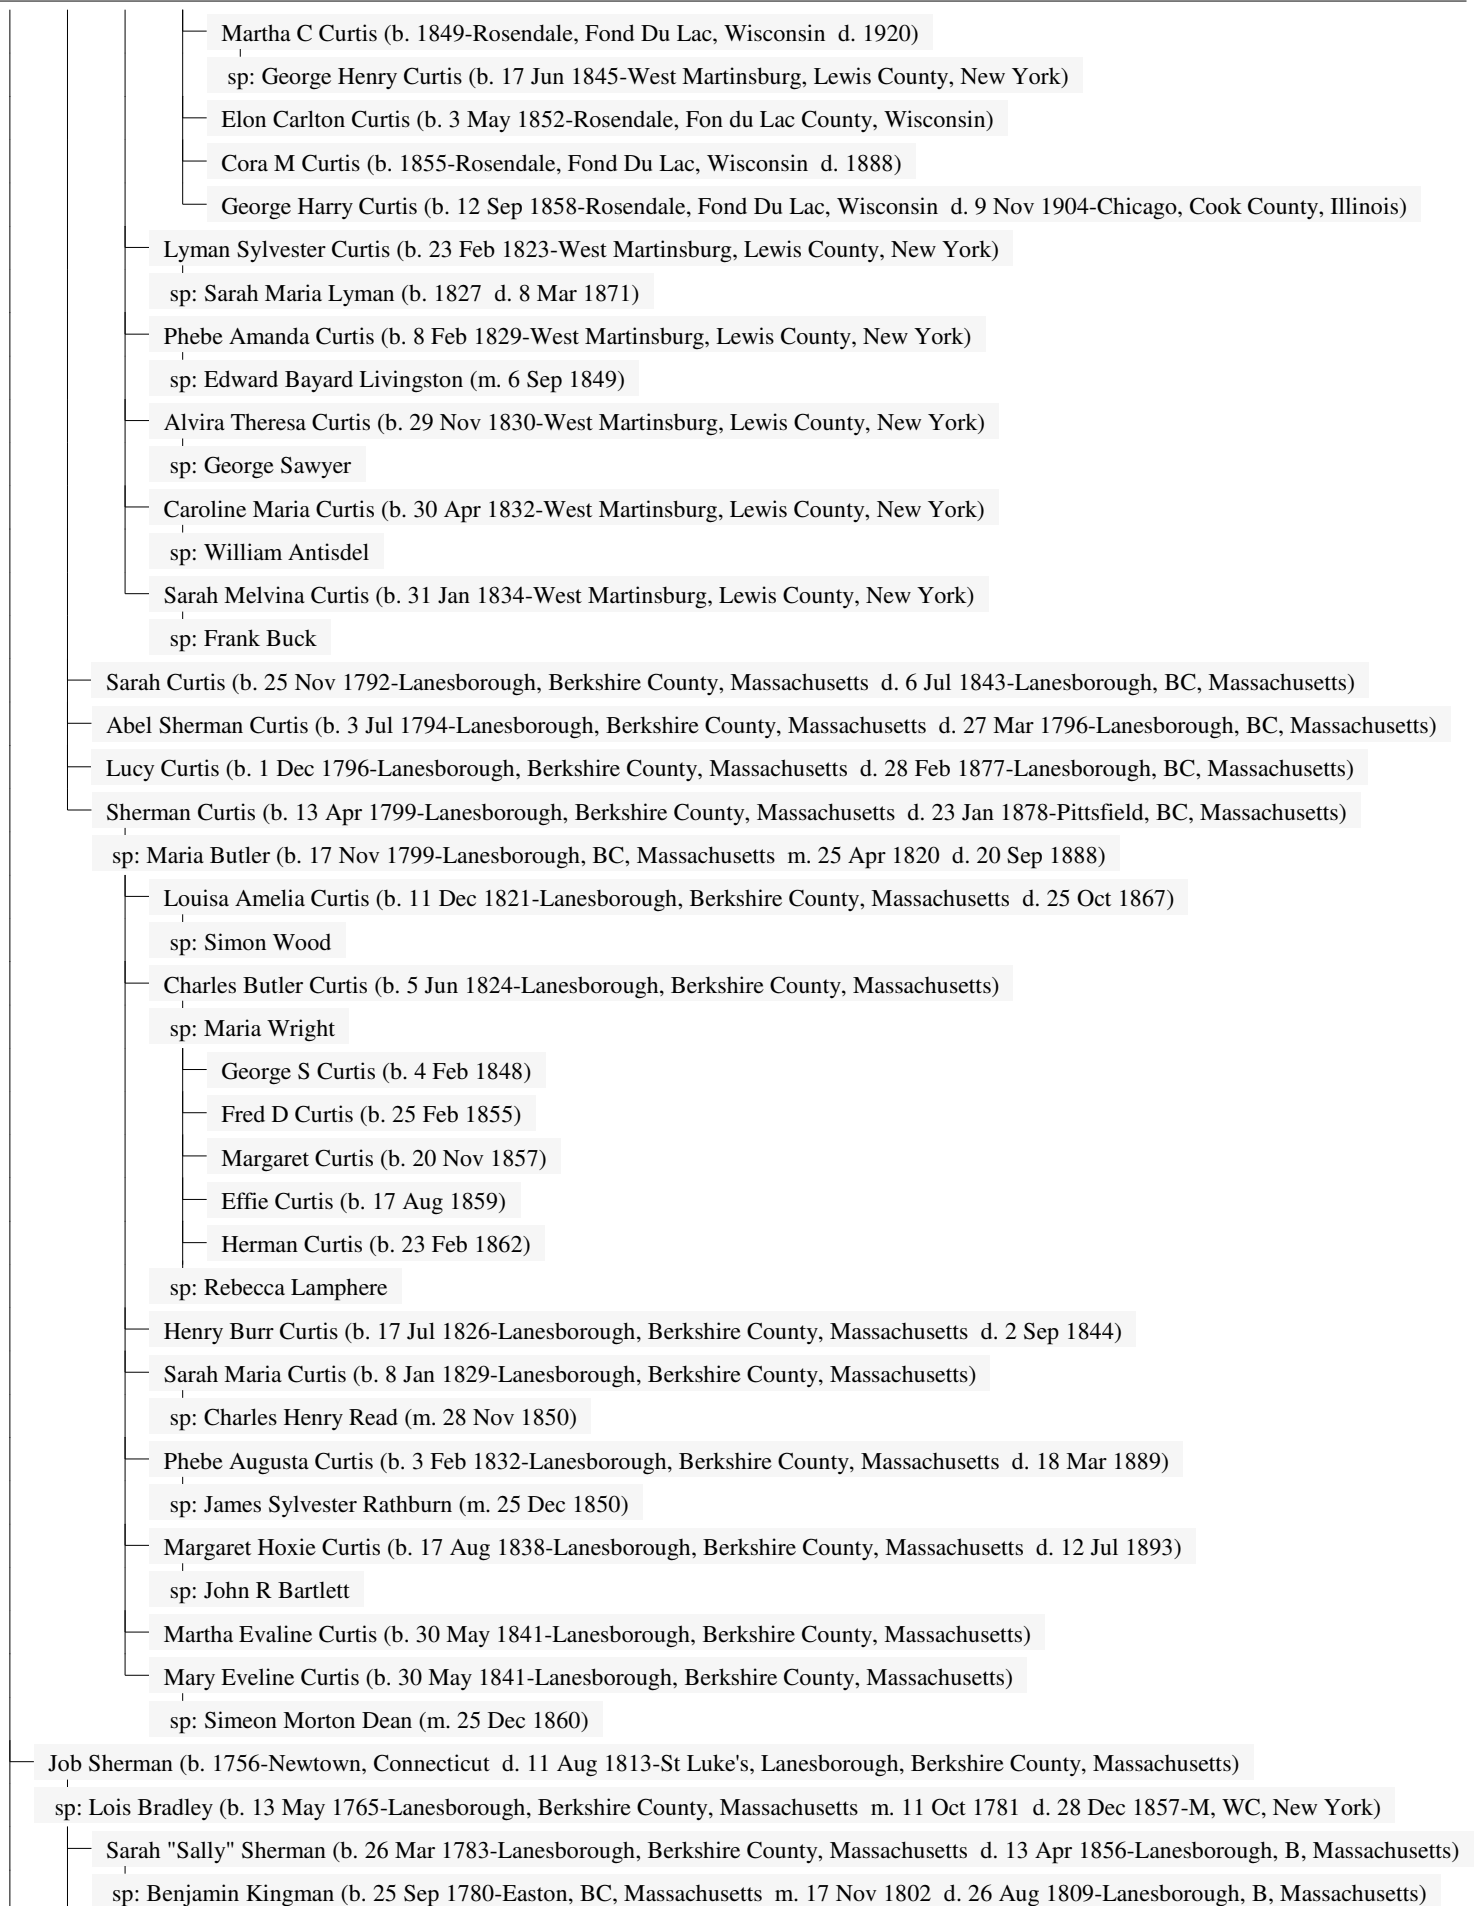 Martha C Curtis (b. 1849-Rosendale, Fond Du Lac, Wisconsin d. 1920)
sp: George Henry Curtis (b. 17 Jun 1845-West Martinsburg, Lewis County, New York)
Elon Carlton Curtis (b. 3 May 1852-Rosendale, Fon du Lac County, Wisconsin)
Cora M Curtis (b. 1855-Rosendale, Fond Du Lac, Wisconsin d. 1888)
George Harry Curtis (b. 12 Sep 1858-Rosendale, Fond Du Lac, Wisconsin d. 9 Nov 1904-Chicago, Cook County, Illinois)
Lyman Sylvester Curtis (b. 23 Feb 1823-West Martinsburg, Lewis County, New York)
sp: Sarah Maria Lyman (b. 1827 d. 8 Mar 1871)
Phebe Amanda Curtis (b. 8 Feb 1829-West Martinsburg, Lewis County, New York)
sp: Edward Bayard Livingston (m. 6 Sep 1849)
Alvira Theresa Curtis (b. 29 Nov 1830-West Martinsburg, Lewis County, New York)
sp: George Sawyer
Caroline Maria Curtis (b. 30 Apr 1832-West Martinsburg, Lewis County, New York)
sp: William Antisdel
Sarah Melvina Curtis (b. 31 Jan 1834-West Martinsburg, Lewis County, New York)
sp: Frank Buck
Sarah Curtis (b. 25 Nov 1792-Lanesborough, Berkshire County, Massachusetts d. 6 Jul 1843-Lanesborough, BC, Massachusetts)
Abel Sherman Curtis (b. 3 Jul 1794-Lanesborough, Berkshire County, Massachusetts d. 27 Mar 1796-Lanesborough, BC, Massachusetts)
Lucy Curtis (b. 1 Dec 1796-Lanesborough, Berkshire County, Massachusetts d. 28 Feb 1877-Lanesborough, BC, Massachusetts)
Sherman Curtis (b. 13 Apr 1799-Lanesborough, Berkshire County, Massachusetts d. 23 Jan 1878-Pittsfield, BC, Massachusetts)
sp: Maria Butler (b. 17 Nov 1799-Lanesborough, BC, Massachusetts m. 25 Apr 1820 d. 20 Sep 1888)
Louisa Amelia Curtis (b. 11 Dec 1821-Lanesborough, Berkshire County, Massachusetts d. 25 Oct 1867)
sp: Simon Wood
Charles Butler Curtis (b. 5 Jun 1824-Lanesborough, Berkshire County, Massachusetts)
sp: Maria Wright
George S Curtis (b. 4 Feb 1848)
Fred D Curtis (b. 25 Feb 1855)
Margaret Curtis (b. 20 Nov 1857)
Effie Curtis (b. 17 Aug 1859)
Herman Curtis (b. 23 Feb 1862)
sp: Rebecca Lamphere
Henry Burr Curtis (b. 17 Jul 1826-Lanesborough, Berkshire County, Massachusetts d. 2 Sep 1844)
Sarah Maria Curtis (b. 8 Jan 1829-Lanesborough, Berkshire County, Massachusetts)
sp: Charles Henry Read (m. 28 Nov 1850)
Phebe Augusta Curtis (b. 3 Feb 1832-Lanesborough, Berkshire County, Massachusetts d. 18 Mar 1889)
sp: James Sylvester Rathburn (m. 25 Dec 1850)
Margaret Hoxie Curtis (b. 17 Aug 1838-Lanesborough, Berkshire County, Massachusetts d. 12 Jul 1893)
sp: John R Bartlett
Martha Evaline Curtis (b. 30 May 1841-Lanesborough, Berkshire County, Massachusetts)
Mary Eveline Curtis (b. 30 May 1841-Lanesborough, Berkshire County, Massachusetts)
sp: Simeon Morton Dean (m. 25 Dec 1860)
Job Sherman (b. 1756-Newtown, Connecticut d. 11 Aug 1813-St Luke's, Lanesborough, Berkshire County, Massachusetts)
sp: Lois Bradley (b. 13 May 1765-Lanesborough, Berkshire County, Massachusetts m. 11 Oct 1781 d. 28 Dec 1857-M, WC, New York)
Sarah "Sally" Sherman (b. 26 Mar 1783-Lanesborough, Berkshire County, Massachusetts d. 13 Apr 1856-Lanesborough, B, Massachusetts)
sp: Benjamin Kingman (b. 25 Sep 1780-Easton, BC, Massachusetts m. 17 Nov 1802 d. 26 Aug 1809-Lanesborough, B, Massachusetts)